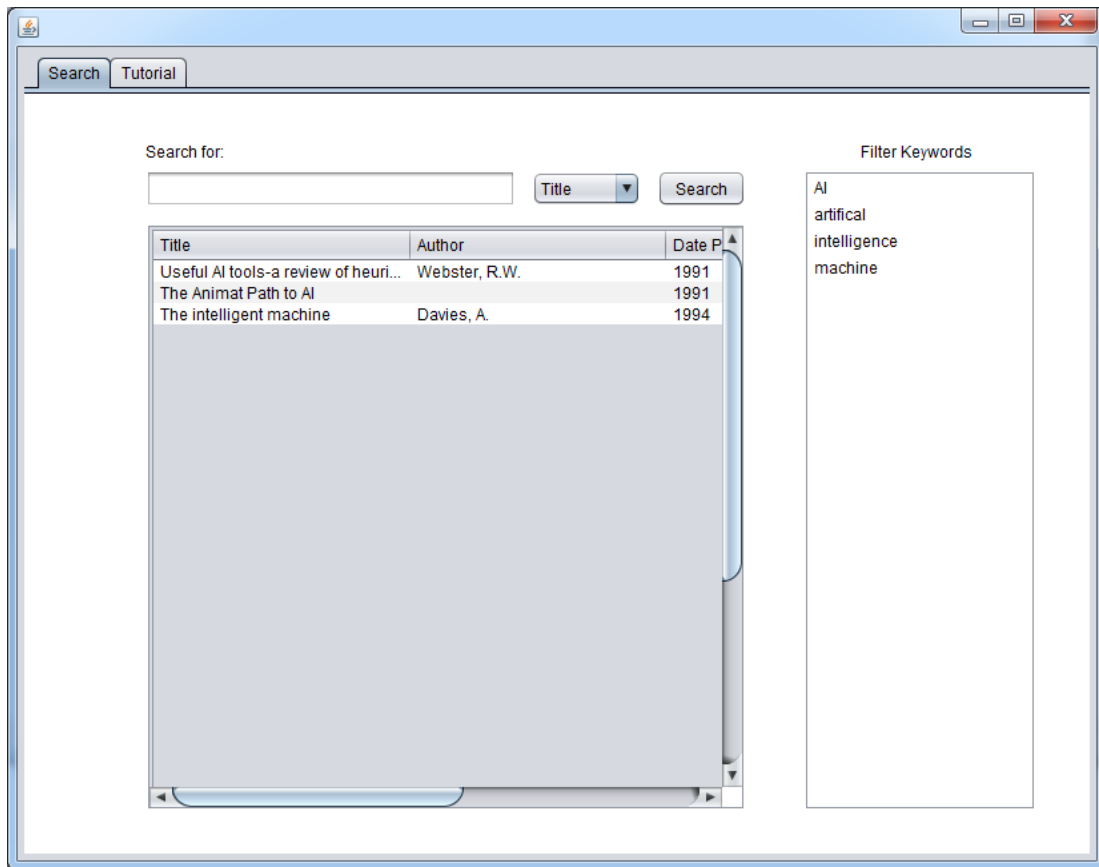 Search Tutorial
Search for:
Filter Keywords
Title Search
AI
artifical
intelligence
machine
Title Author Date P
Useful AI tools-a review of heuri... Webster, R.W. 1991
The Animat Path to AI 1991
The intelligent machine Davies, A. 1994